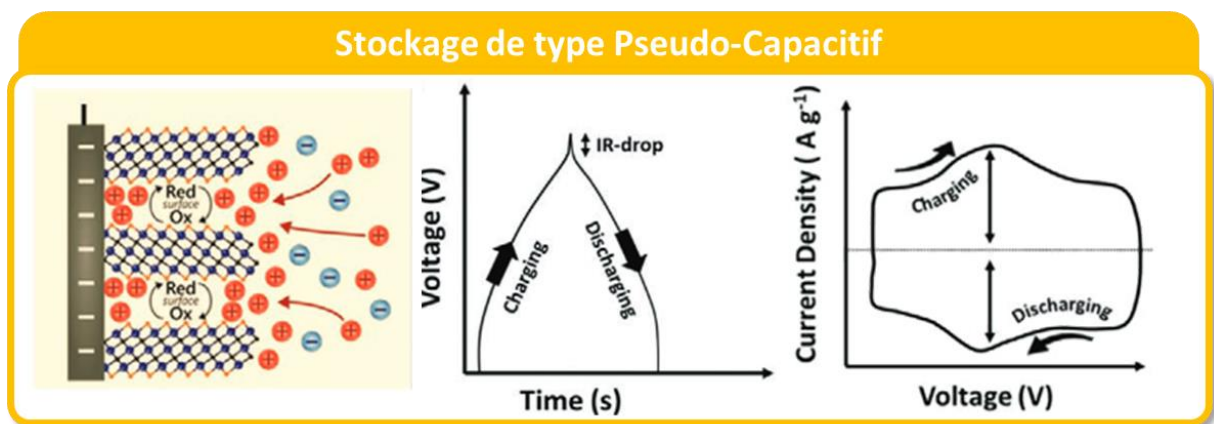 Stockage de type Pseudo-Capacitif
Red
surface
Ox
Red
surface
Ox
Voltage (V)
Charging
Discharging
IR-drop
Time (s)
Current Density ( A g⁻¹)
Charging
Discharging
Voltage (V)